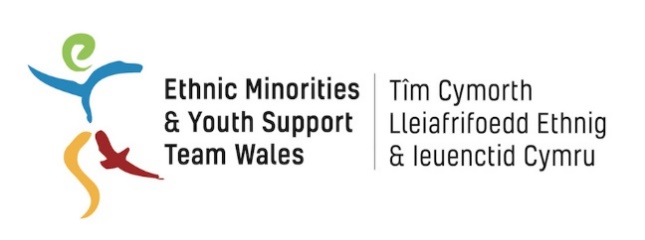 Ethnic Minorities
& Youth Support
Team Wales
Tîm Cymorth
Lleiafrifoedd Ethnig
& Ieuenctid Cymru